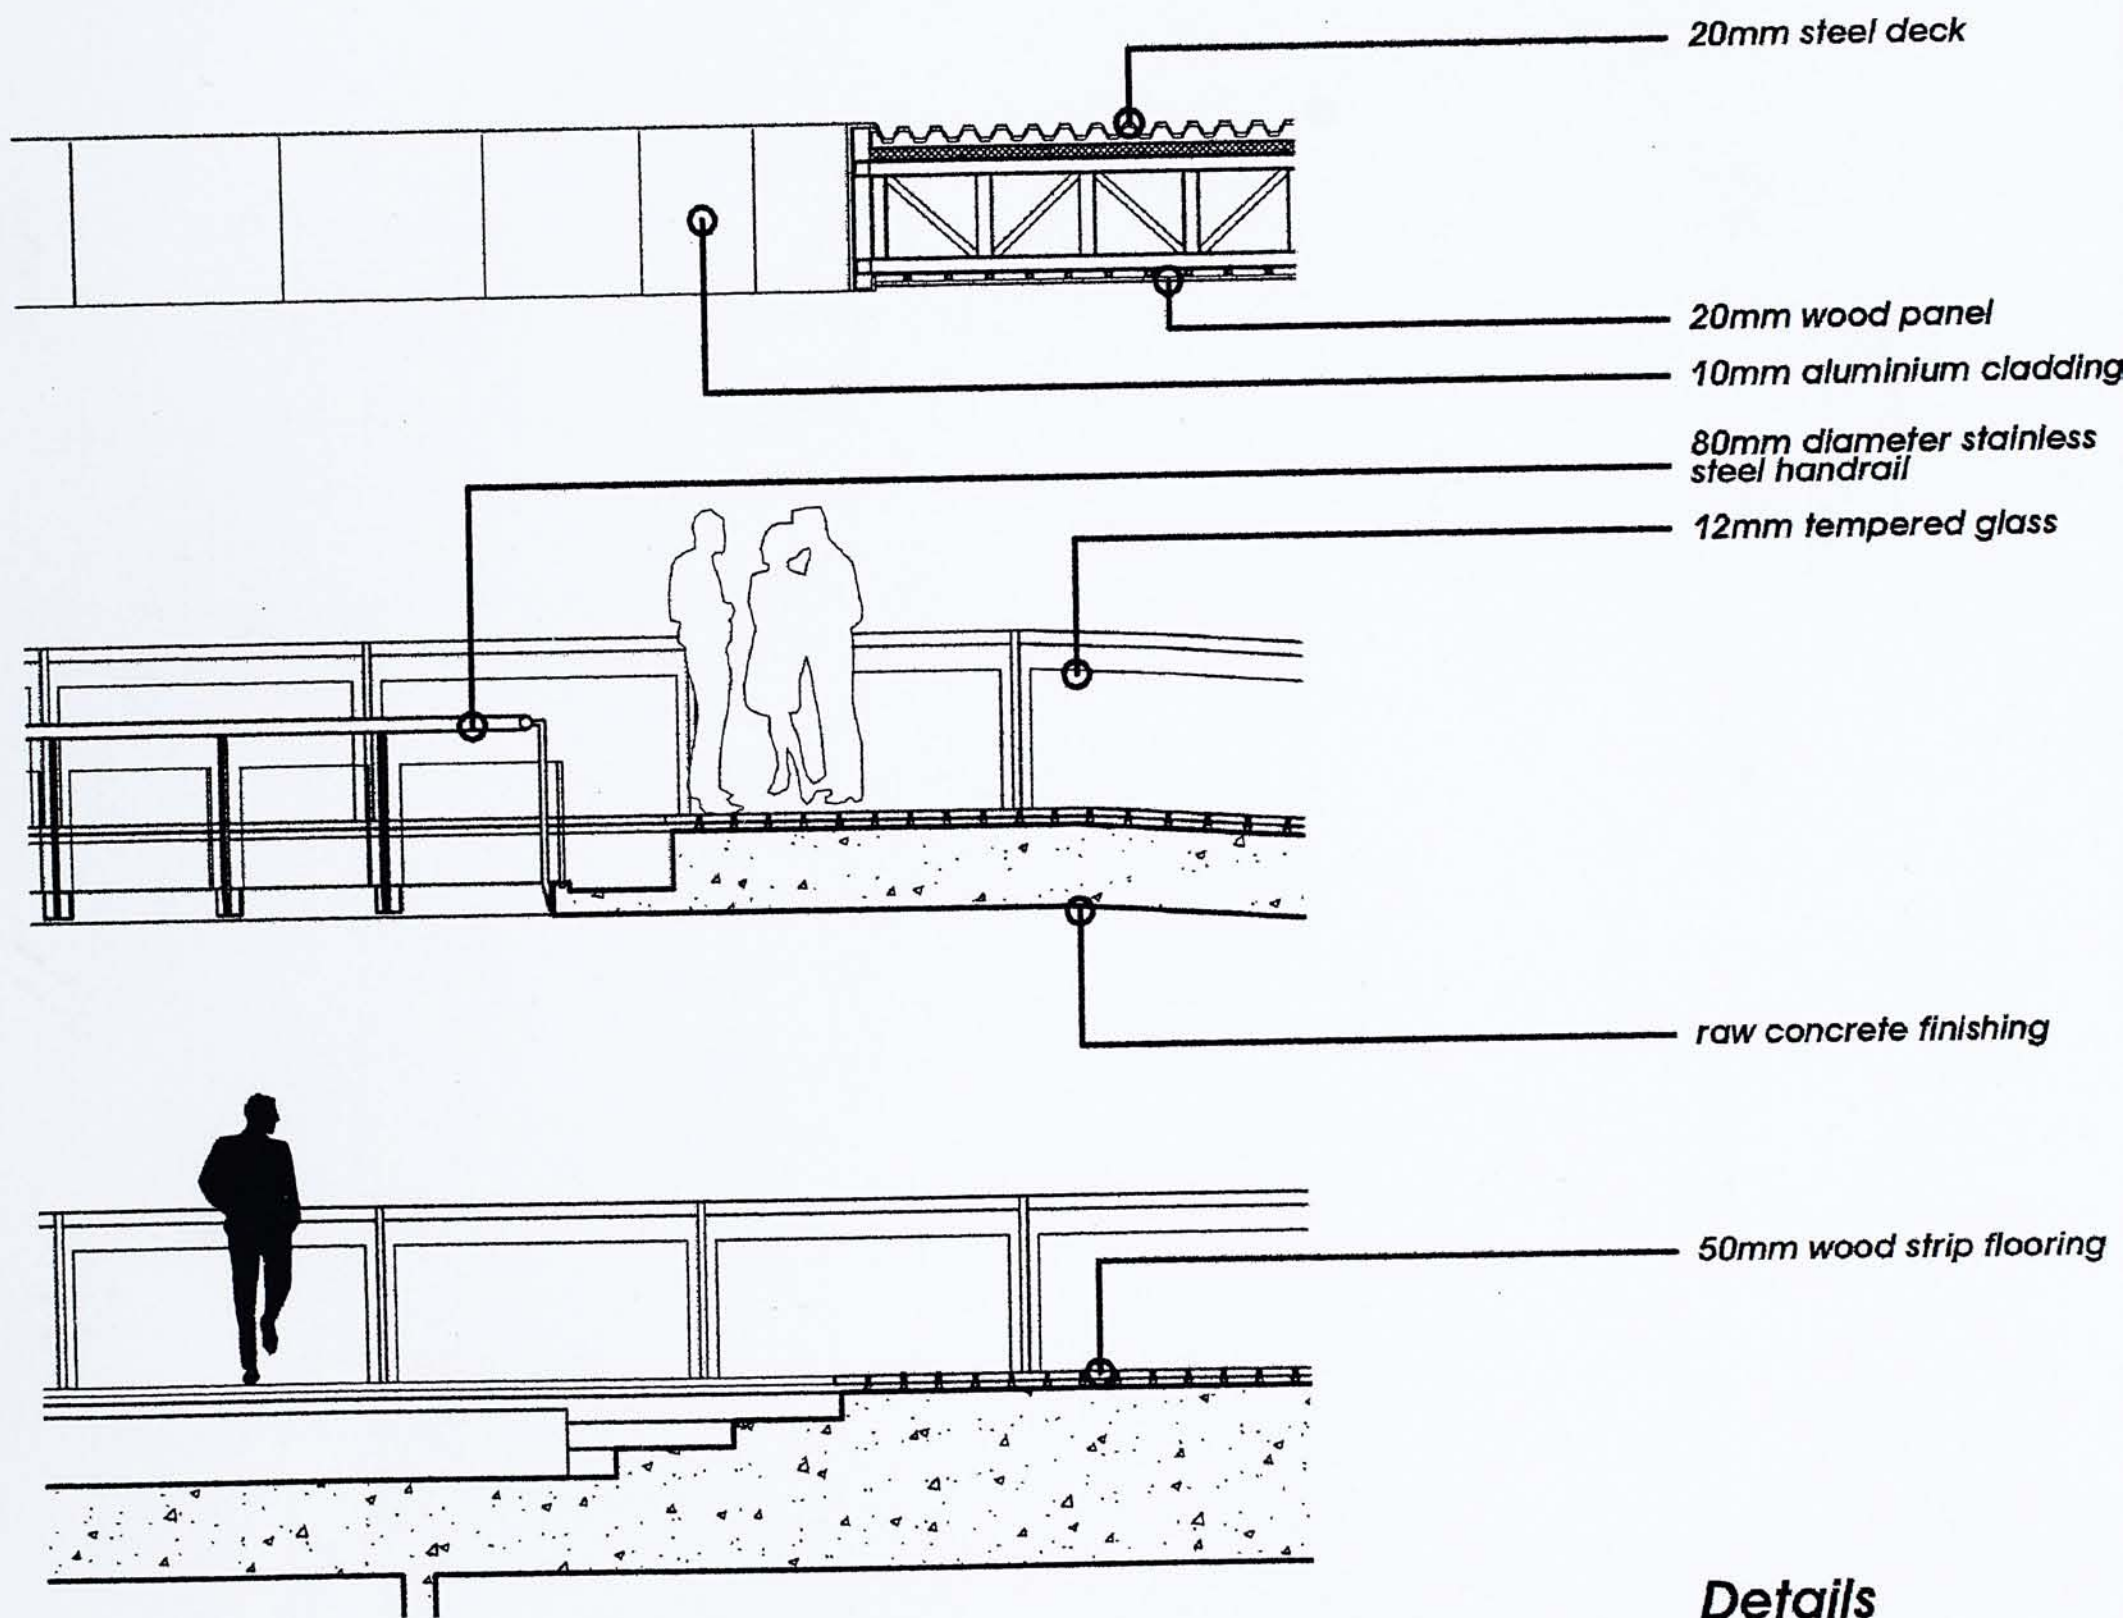 20mm steel deck
20mm wood panel
10mm aluminium cladding
80mm diameter stainless
steel handrail
12mm tempered glass
raw concrete finishing
50mm wood strip flooring
Details